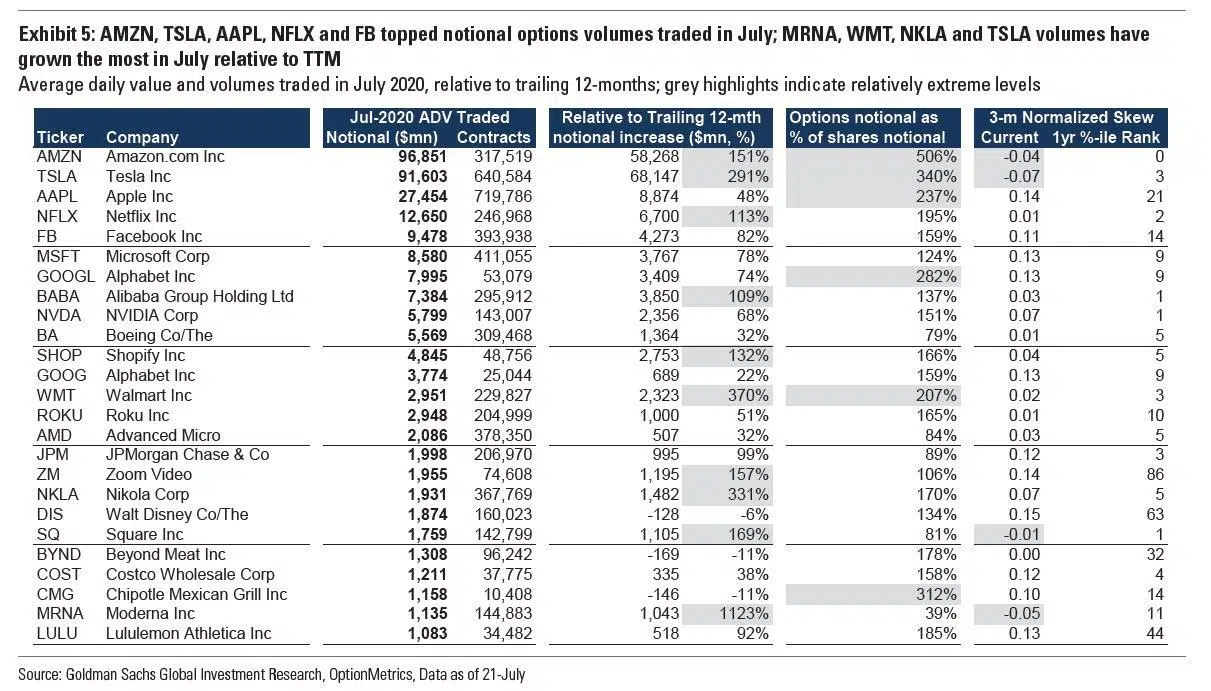 Exhibit 5: AMZN, TSLA, AAPL, NFLX and FB topped notional options volumes traded in July; MRNA, WMT, NKLA and TSLA volumes have
grown the most in July relative to TTM
Average daily value and volumes traded in July 2020, relative to trailing 12-months; grey highlights indicate relatively extreme levels
Jul-2020 ADV Traded Relative to Trailing 12-mth Options notional as 3-m Normalized Skew
Ticker Company Notional ($mn) Contracts notional increase ($mn, %) % of shares notional Current 1yr %-ile Rank
AMZN Amazon.com Inc 96,851 317,519 58,268 151% 506% -0.04 0
TSLA Tesla Inc 91,603 640,584 68,147 291% 340% -0.07 3
AAPL Apple Inc 27,454 719,786 8,874 48% 237% 0.14 21
NFLX Netflix Inc 12,650 246,968 6,700 113% 195% 0.01 2
FB Facebook Inc 9,478 393,938 4,273 82% 159% 0.11 14
MSFT Microsoft Corp 8,580 411,055 3,767 78% 124% 0.13 9
GOOGL Alphabet Inc 7,995 53,079 3,409 74% 282% 0.13 9
BABA Alibaba Group Holding Ltd 7,384 295,912 3,850 109% 137% 0.03 1
NVDA NVIDIA Corp 5,799 143,007 2,356 68% 151% 0.07 1
BA Boeing Co/The 5,569 309,468 1,364 32% 79% 0.01 5
SHOP Shopify Inc 4,845 48,756 2,753 132% 166% 0.04 5
GOOG Alphabet Inc 3,774 25,044 689 22% 159% 0.13 9
WMT Walmart Inc 2,951 229,827 2,323 370% 207% 0.02 3
ROKU Roku Inc 2,948 204,999 1,000 51% 165% 0.01 10
AMD Advanced Micro 2,086 378,350 507 32% 84% 0.03 5
JPM JPMorgan Chase & Co 1,998 206,970 995 99% 89% 0.12 3
ZM Zoom Video 1,955 74,608 1,195 157% 106% 0.14 86
NKLA Nikola Corp 1,931 367,769 1,482 331% 170% 0.07 5
DIS Walt Disney Co/The 1,874 160,023 -128 -6% 134% 0.15 63
SQ Square Inc 1,759 142,799 1,105 169% 81% -0.01 1
BYND Beyond Meat Inc 1,308 96,242 -169 -11% 178% 0.00 32
COST Costco Wholesale Corp 1,211 37,775 335 38% 158% 0.12 4
CMG Chipotle Mexican Grill Inc 1,158 10,408 -146 -11% 312% 0.10 14
MRNA Moderna Inc 1,135 144,883 1,043 1123% 39% -0.05 11
LULU Lululemon Athletica Inc 1,083 34,482 518 92% 185% 0.13 44
Source: Goldman Sachs Global Investment Research, OptionMetrics, Data as of 21-July